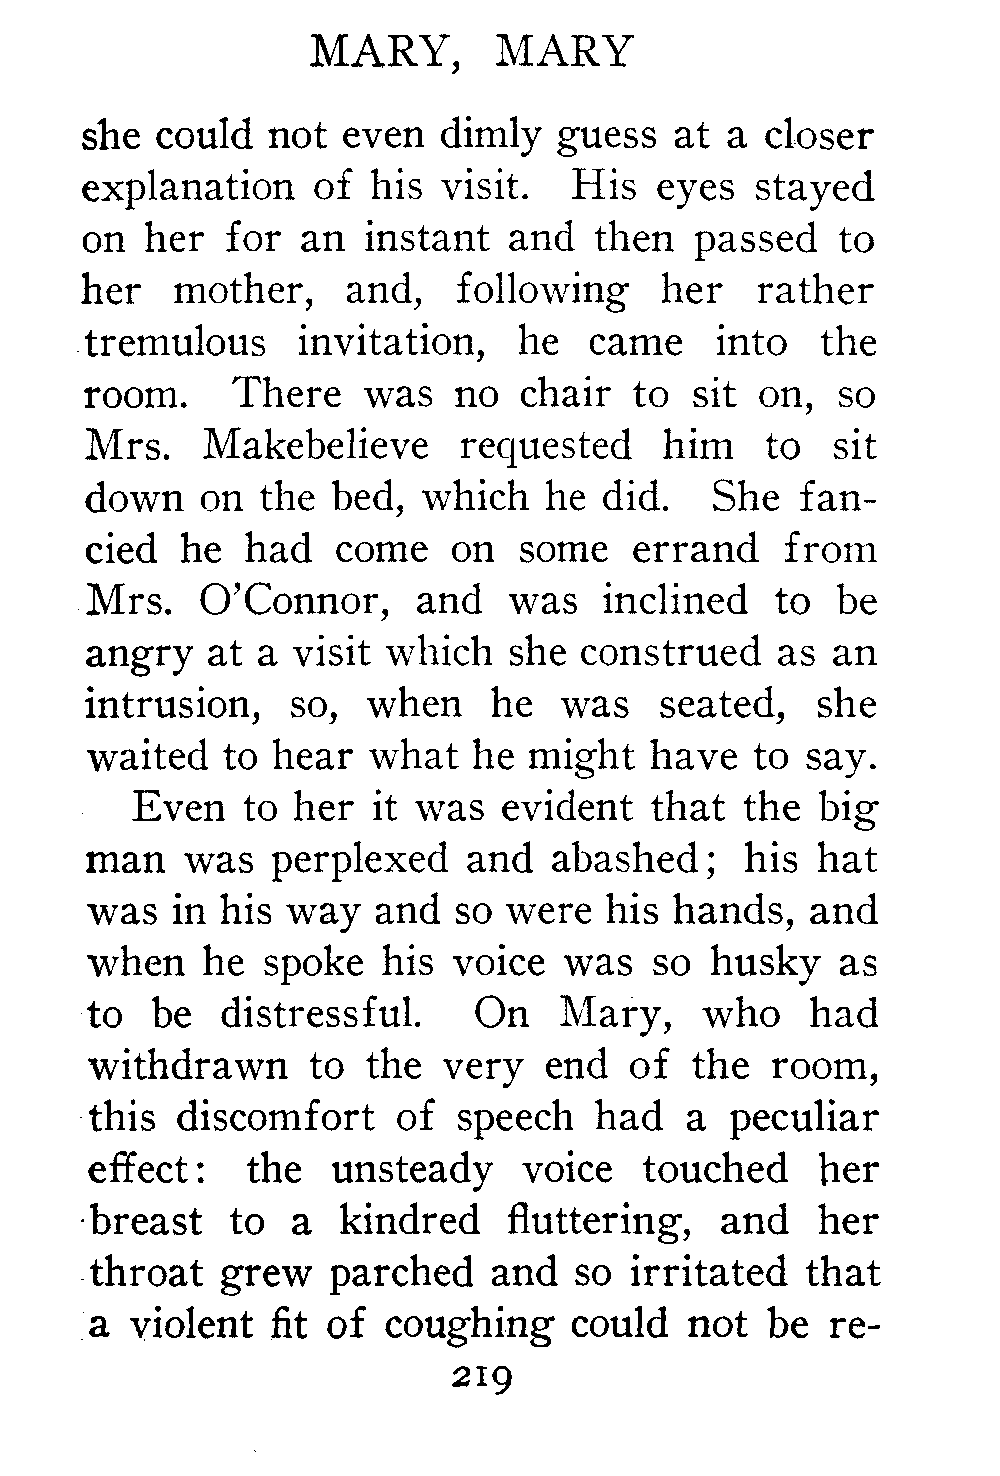 MARY, MARY
she could not even dimly guess at a closer
explanation of his visit. His eyes stayed
on her for an instant and then passed to
her mother, and, following her rather
tremulous invitation, he came into the
room. There was no chair to sit on, so
Mrs. Makebelieve requested him to sit
down on the bed, which he did. She fan-
cied he had come on some errand from
Mrs. O'Connor, and was inclined to be
angry at a visit which she construed as an
intrusion, so, when he was seated, she
waited to hear what he might have to say.
Even to her it was evident that the big
man was perplexed and abashed; his hat
was in his way and so were his hands, and
when he spoke his voice was so husky as
to be distressful. On Mary, who had
withdrawn to the very end of the room,
this discomfort of speech had a peculiar
effect: the unsteady voice touched her
breast to a kindred fluttering, and her
throat grew parched and so irritated that
a violent fit of coughing could not be re-
219